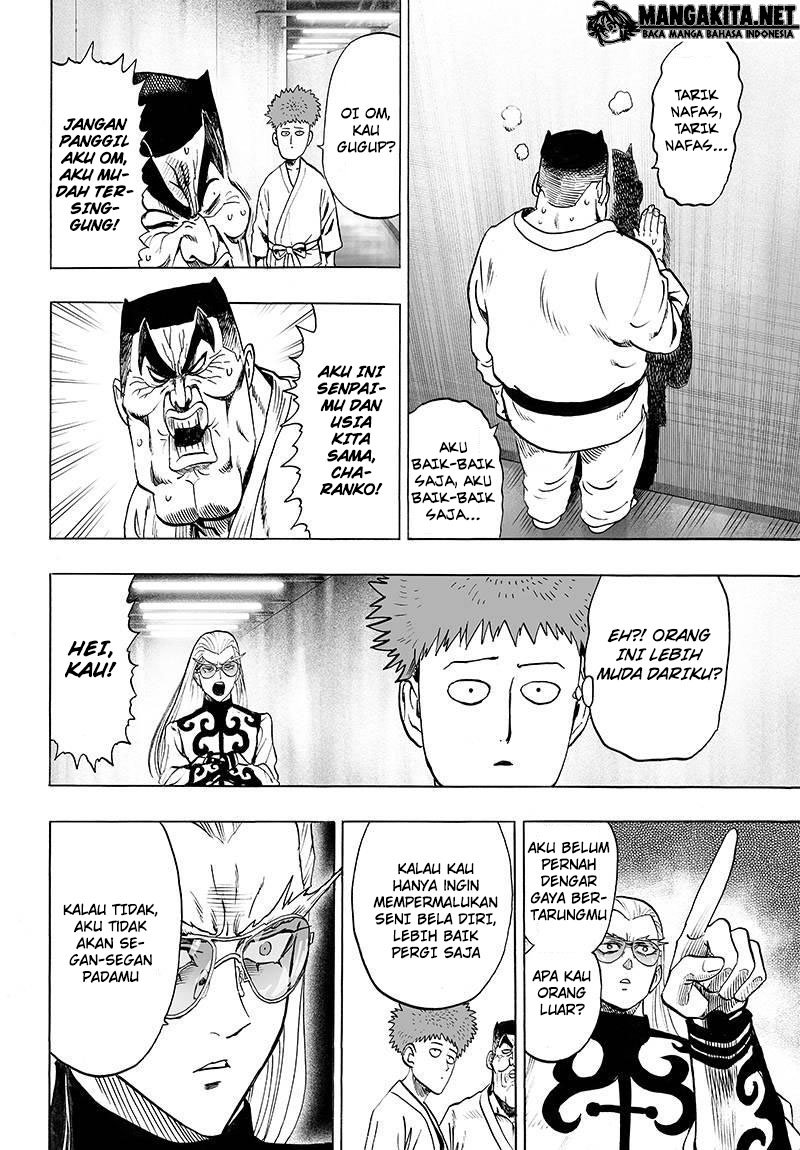 MANGAKITA.NET
BACA MANGA BAHASA INDONESIA
TARIK
NAFAS,
TARIK
NAFAS...
AKU
BAIK-BAIK
SAJA, AKU
BAIK-BAIK
SAJA...
OI OM,
KAU
GUGUP?
JANGAN
PANGGIL
AKU OM,
AKU MU-
DAH TER-
SING-
GUNG!
AKU INI
SENPAI-
MU DAN
USIA
KITA
SAMA,
CHA-
RANKO!
EH?! ORANG
INI LEBIH
MUDA DARIKU?
HEI,
KAU!
AKU BELUM
PERNAH
DENGAR
GAYA BER-
TARUNGMU
APA KAU
ORANG
LUAR?
KALAU KAU
HANYA INGIN
MEMPERMALUKAN
SENI BELA DIRI,
LEBIH BAIK
PERGI SAJA
KALAU TIDAK,
AKU TIDAK
AKAN SE-
GAN-SEGAN
PADAMU